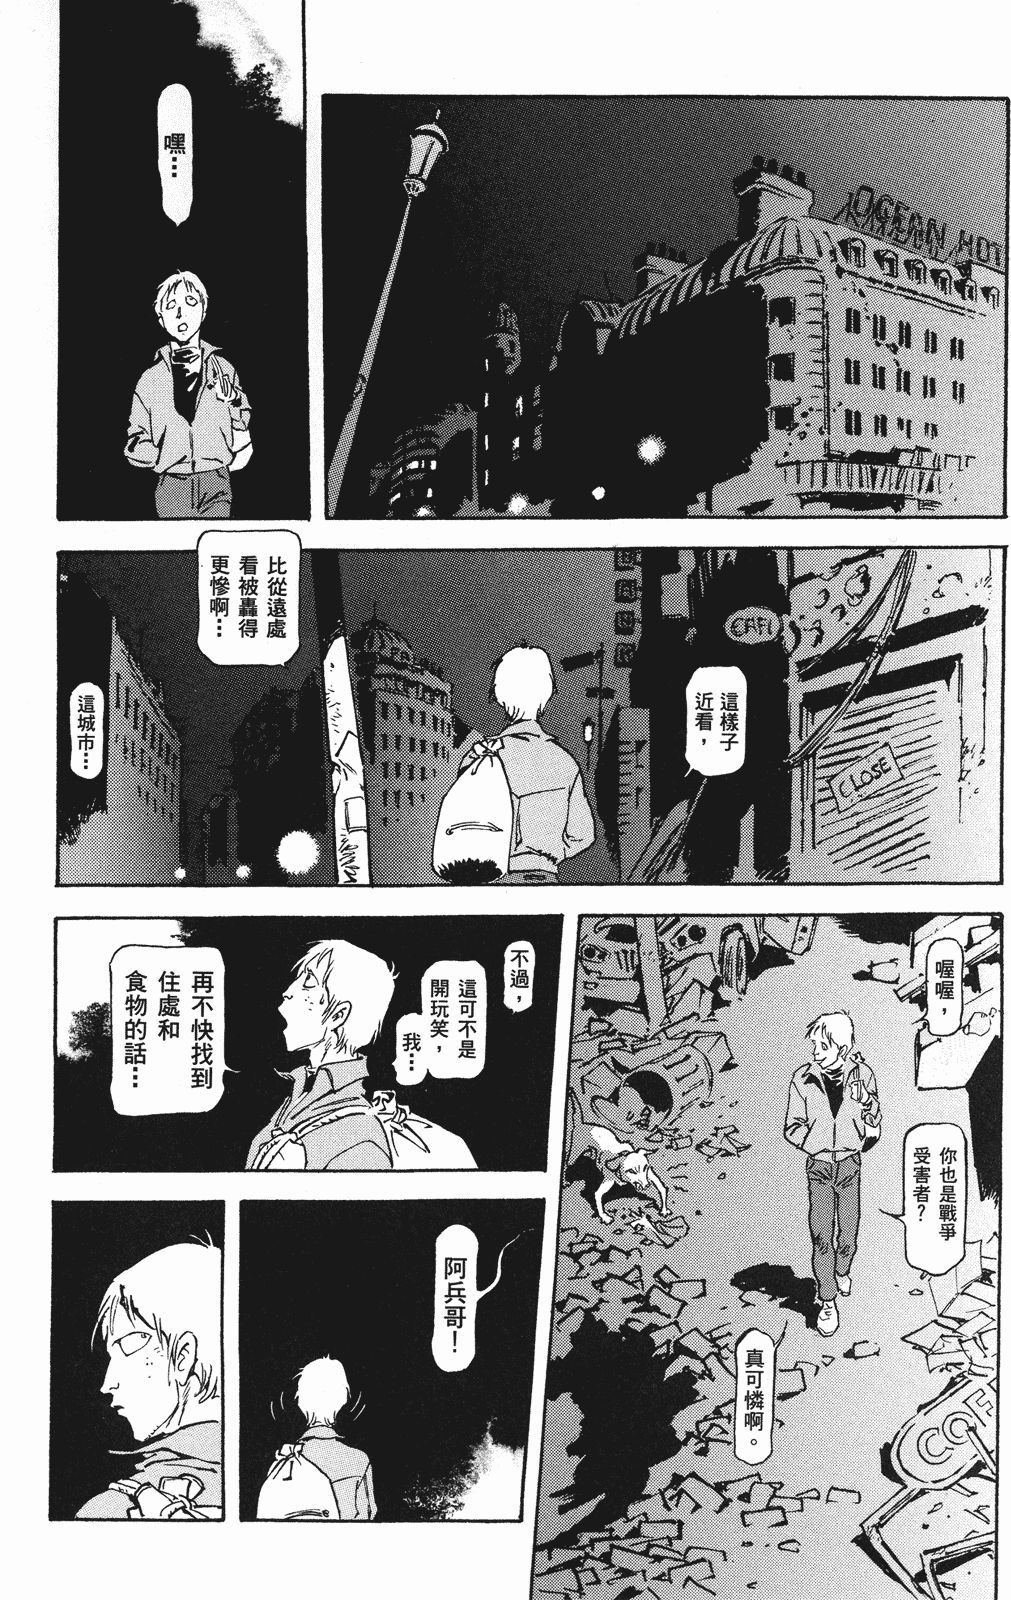 OCEAN HOT
嘿…
CAFI
CLOSE
這樣子
近看，
比從遠處
看被轟得
更慘啊…
這城市…
喔喔，
你也是戰爭
受害者？
真可憐啊。
COF
不過，
這可不是
開玩笑，
我…
再不快找到
住處和
食物的話…
阿兵哥！